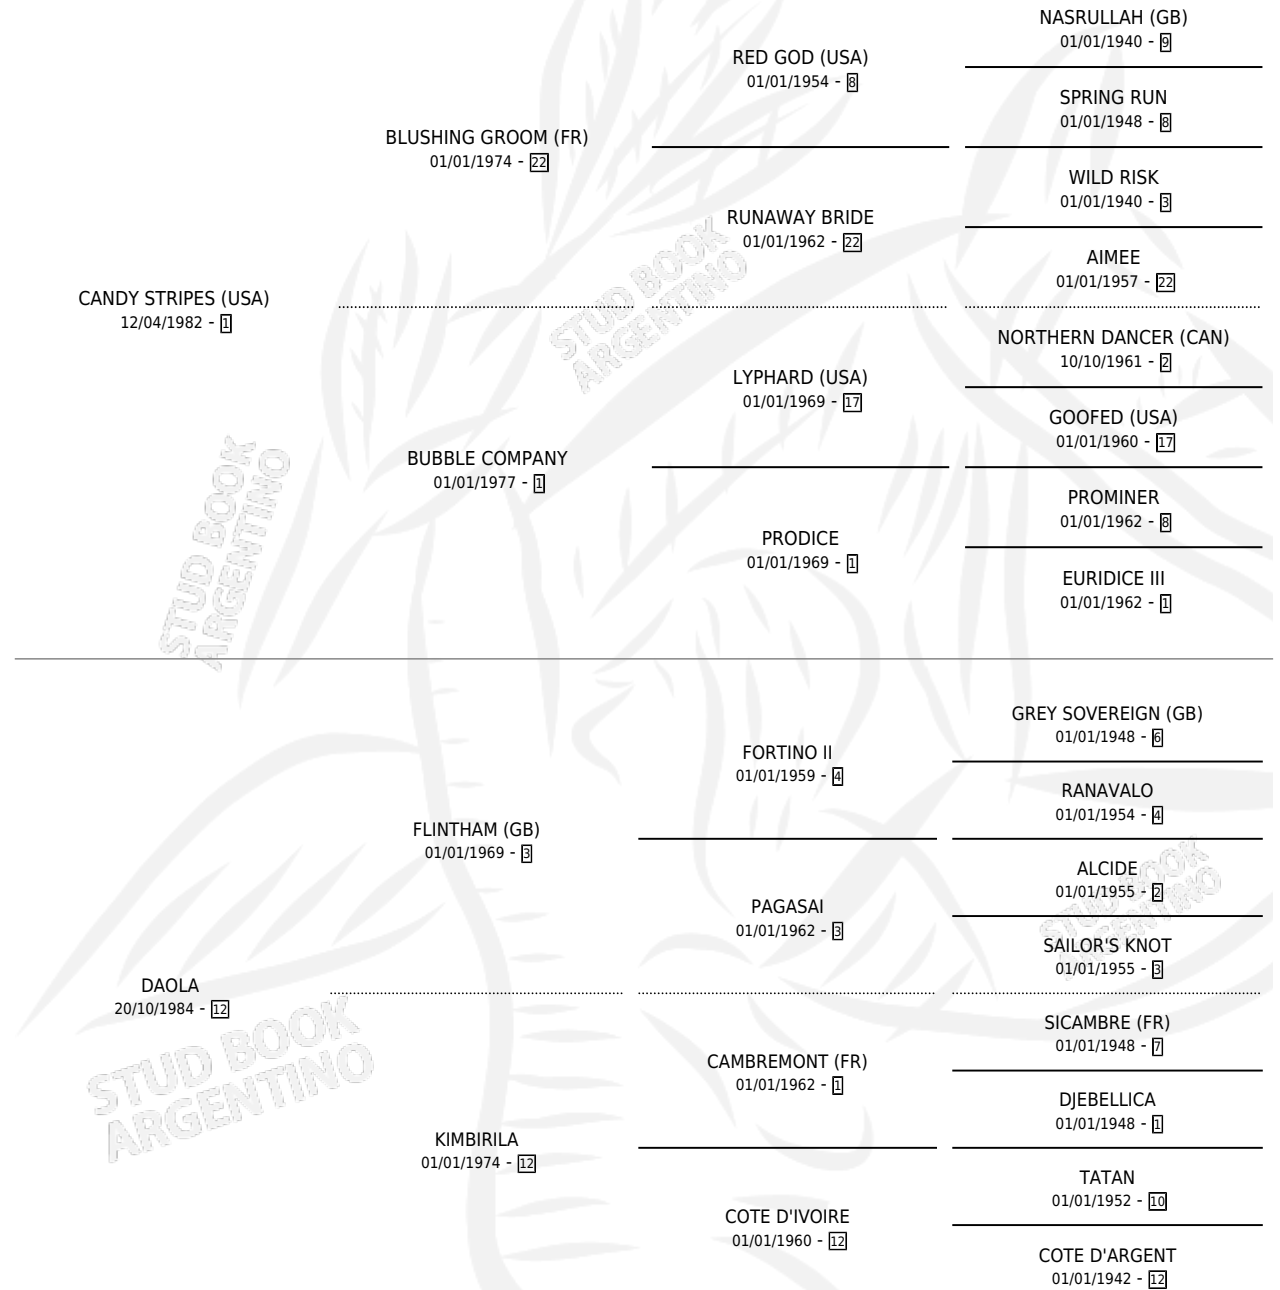 NASRULLAH (GB)
01/01/1940 - 9
RED GOD (USA)
01/01/1954 - 8
SPRING RUN
01/01/1948 - 8
BLUSHING GROOM (FR)
01/01/1974 - 22
WILD RISK
01/01/1940 - 3
RUNAWAY BRIDE
01/01/1962 - 22
AIMEE
01/01/1957 - 22
CANDY STRIPES (USA)
12/04/1982 - 1
NORTHERN DANCER (CAN)
10/10/1961 - 2
LYPHARD (USA)
01/01/1969 - 17
GOOFED (USA)
01/01/1960 - 17
BUBBLE COMPANY
01/01/1977 - 1
PROMINER
01/01/1962 - 8
PRODICE
01/01/1969 - 1
EURIDICE III
01/01/1962 - 1
STUD BOOK
ARGENTINO
STUD BOOK
ARGENTINO
GREY SOVEREIGN (GB)
01/01/1948 - 6
FORTINO II
01/01/1959 - 4
RANAVALO
01/01/1954 - 4
FLINTHAM (GB)
01/01/1969 - 3
ALCIDE
01/01/1955 - 2
PAGASAI
01/01/1962 - 3
SAILOR'S KNOT
01/01/1955 - 3
STUD BOOK
ARGENTINO
DAOLA
20/10/1984 - 12
SICAMBRE (FR)
01/01/1948 - 7
CAMBREMONT (FR)
01/01/1962 - 1
DJEBELLICA
01/01/1948 - 1
STUD BOOK
ARGENTINO
KIMBIRILA
01/01/1974 - 12
TATAN
01/01/1952 - 10
COTE D'IVOIRE
01/01/1960 - 12
COTE D'ARGENT
01/01/1942 - 12